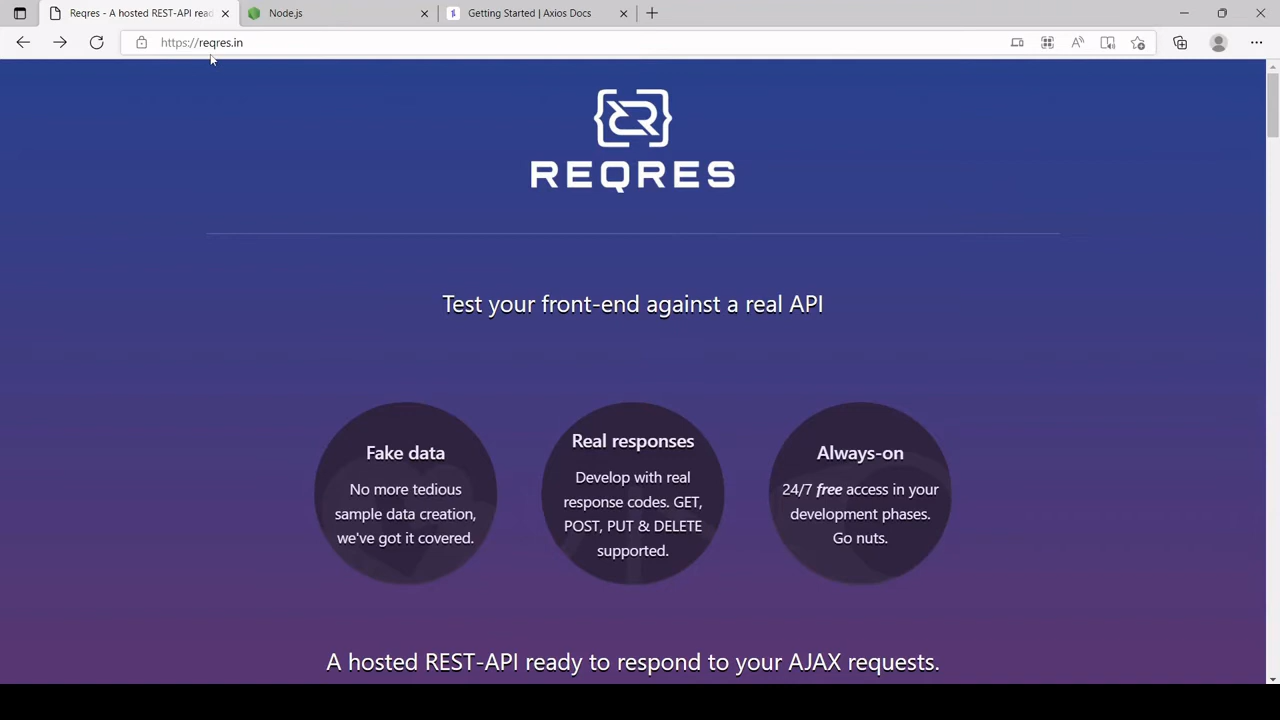 Reqres - A hosted REST-API read
Node.js
Getting Started | Axios Docs
https://reqres.in
REQRES
Test your front-end against a real API
Fake data
No more tedious
sample data creation,
we've got it covered.
Real responses
Develop with real
response codes. GET,
POST, PUT & DELETE
supported.
Always-on
24/7 free access in your
development phases.
Go nuts.
A hosted REST-API ready to respond to your AJAX requests.